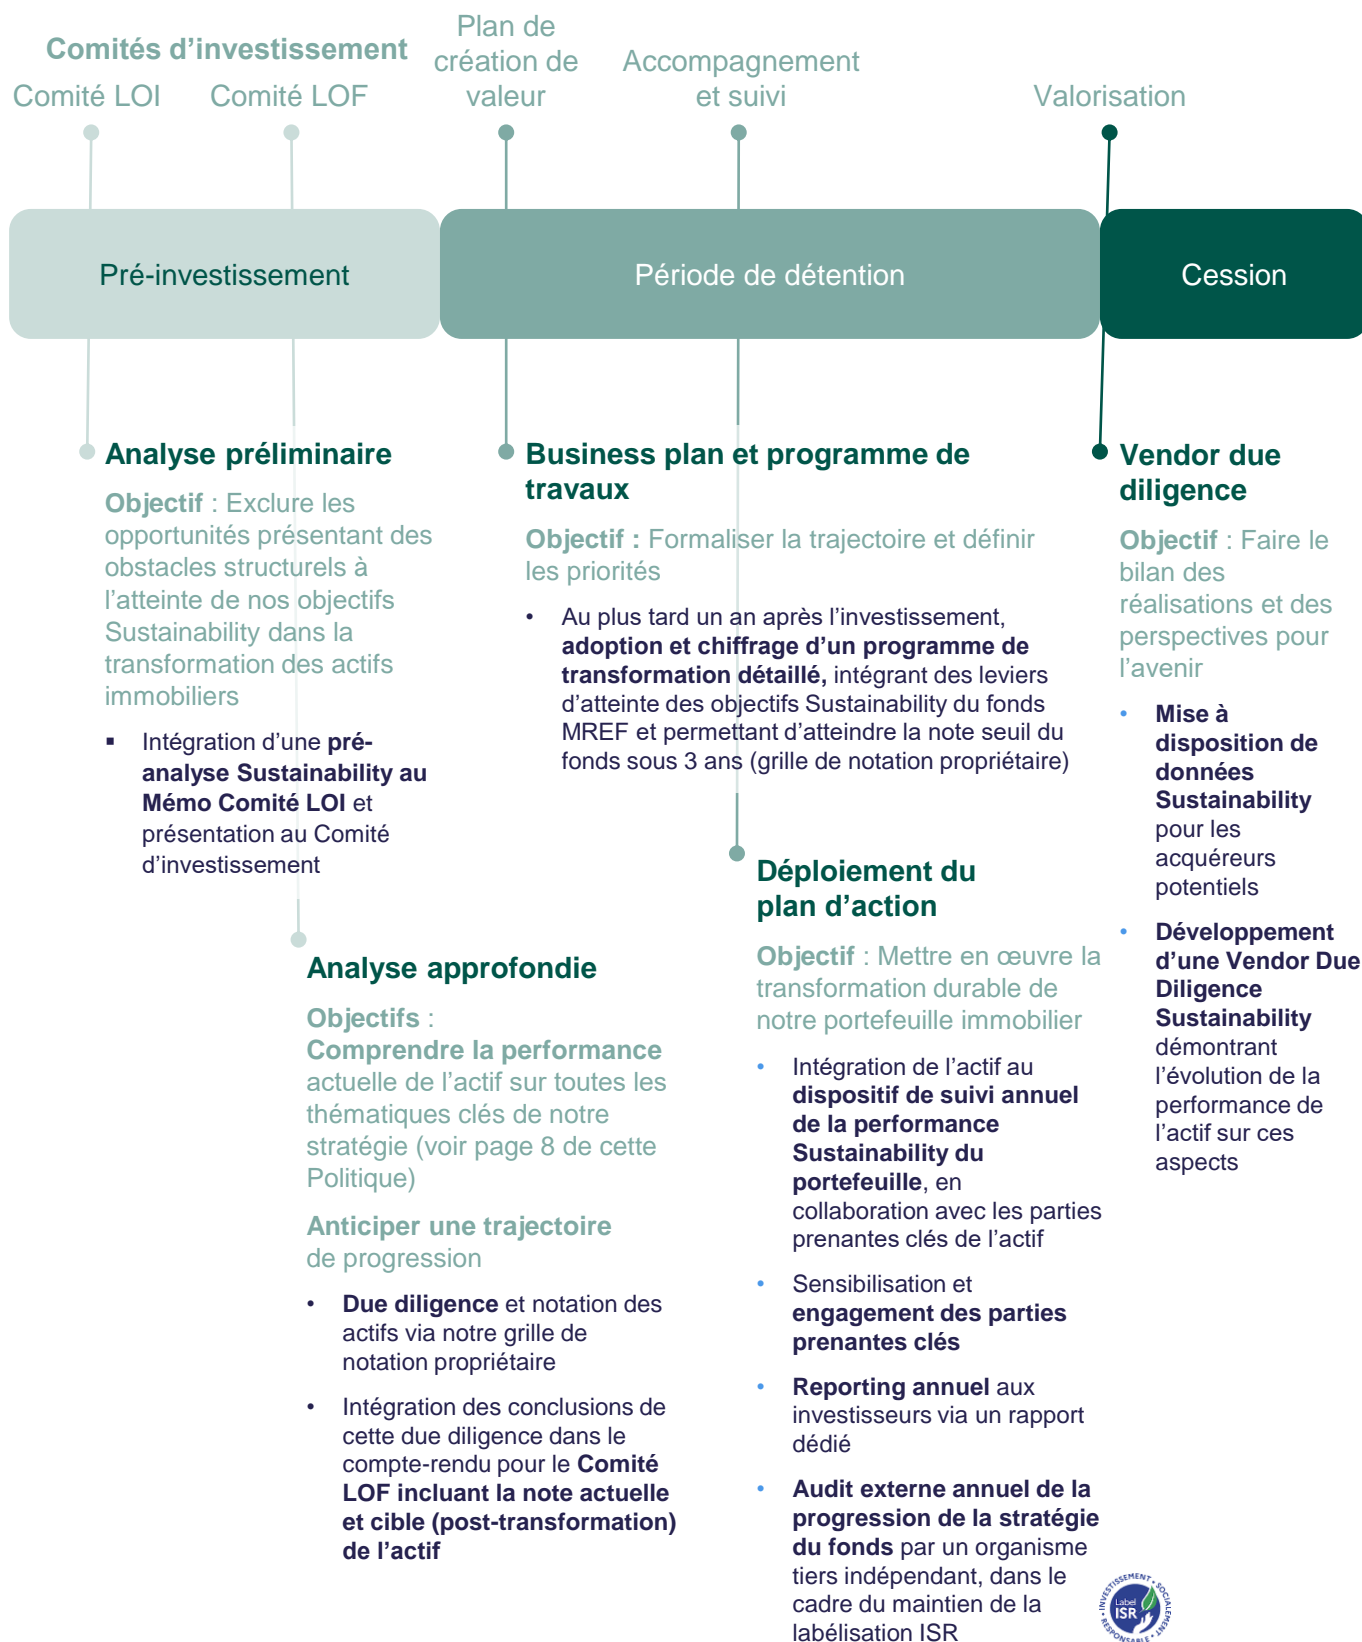 Comités d’investissement
Comité LOI
Comité LOF
Plan de
création de
valeur
Accompagnement
et suivi
Valorisation
Pré-investissement
Période de détention
Cession
Analyse préliminaire
Objectif : Exclure les
opportunités présentant des
obstacles structurels à
l’atteinte de nos objectifs
Sustainability dans la
transformation des actifs
immobiliers
▪ Intégration d’une pré-
analyse Sustainability au
Mémo Comité LOI et
présentation au Comité
d’investissement
Analyse approfondie
Objectifs :
Comprendre la performance
actuelle de l’actif sur toutes les
thématiques clés de notre
stratégie (voir page 8 de cette
Politique)
Anticiper une trajectoire
de progression
• Due diligence et notation des
actifs via notre grille de
notation propriétaire
• Intégration des conclusions de
cette due diligence dans le
compte-rendu pour le Comité
LOF incluant la note actuelle
et cible (post-transformation)
de l’actif
Business plan et programme de
travaux
Objectif : Formaliser la trajectoire et définir
les priorités
• Au plus tard un an après l’investissement,
adoption et chiffrage d’un programme de
transformation détaillé, intégrant des leviers
d’atteinte des objectifs Sustainability du fonds
MREF et permettant d’atteindre la note seuil du
fonds sous 3 ans (grille de notation propriétaire)
Déploiement du
plan d’action
Objectif : Mettre en œuvre la
transformation durable de
notre portefeuille immobilier
• Intégration de l’actif au
dispositif de suivi annuel
de la performance
Sustainability du
portefeuille, en
collaboration avec les parties
prenantes clés de l’actif
• Sensibilisation et
engagement des parties
prenantes clés
• Reporting annuel aux
investisseurs via un rapport
dédié
• Audit externe annuel de la
progression de la stratégie
du fonds par un organisme
tiers indépendant, dans le
cadre du maintien de la
labélisation ISR
Vendor due
diligence
Objectif : Faire le
bilan des
réalisations et des
perspectives pour
l’avenir
• Mise à
disposition de
données
Sustainability
pour les
acquéreurs
potentiels
• Développement
d’une Vendor Due
Diligence
Sustainability
démontrant
l’évolution de la
performance de
l’actif sur ces
aspects
INVESTISSEMENT • SOCIALEMENT • RESPONSABLE •
Label
ISR